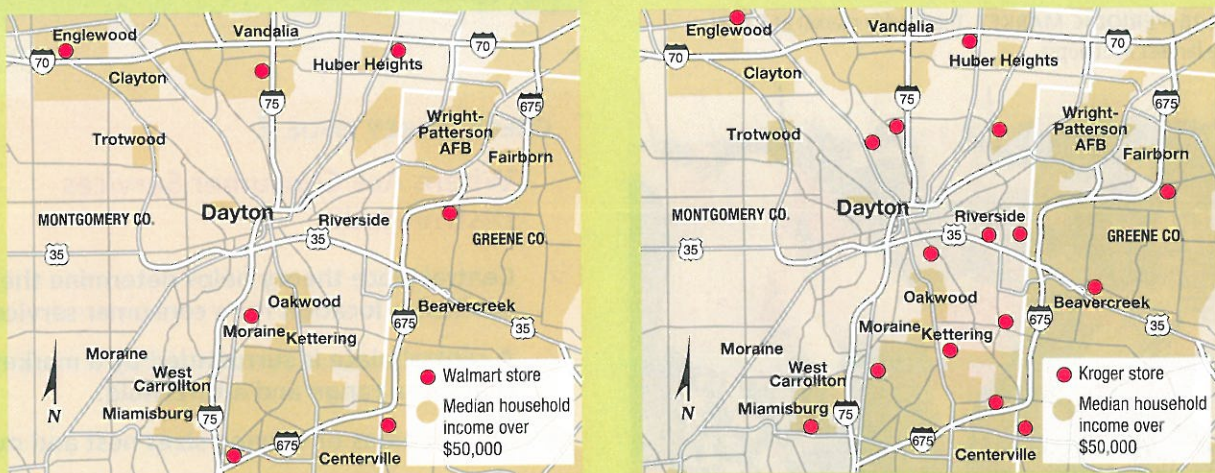 Englewood
Vandalia
70
70
Huber Heights
Clayton
75
675
Wright-
Patterson
AFB
Trotwood
Fairborn
Dayton
Riverside
MONTGOMERY CO.
35
GREENE CO.
35
Oakwood
Beavercreek
675
35
Moraine
Kettering
Moraine
West
Carrollton
Miamisburg
75
N
675
Centerville
Walmart store
Median household
income over
$50,000
Englewood
Vandalia
70
70
Huber Heights
Clayton
75
675
Wright-
Patterson
AFB
Trotwood
Fairborn
Dayton
Riverside
MONTGOMERY CO.
35
GREENE CO.
35
Oakwood
Beavercreek
675
35
Moraine
Kettering
Moraine
West
Carrollton
Miamisburg
75
N
675
Centerville
Kroger store
Median household
income over
$50,000